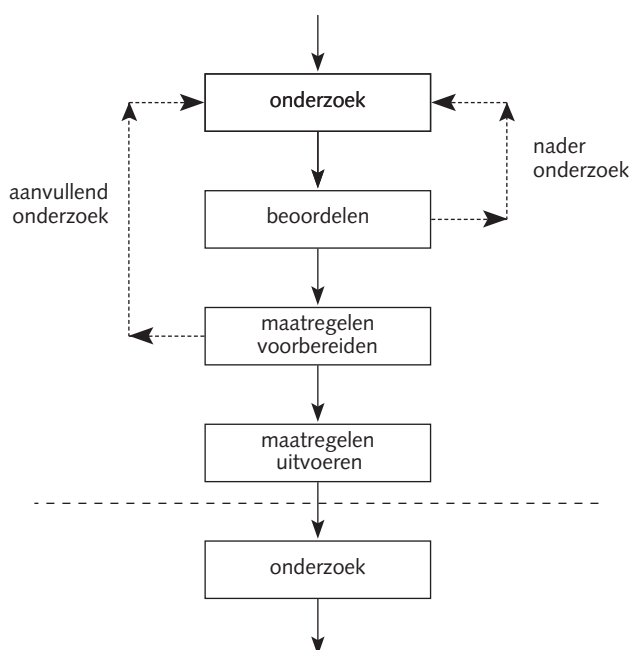 onderzoek
nader
onderzoek
aanvullend
onderzoek
beoordelen
maatregelen
voorbereiden
maatregelen
uitvoeren
onderzoek